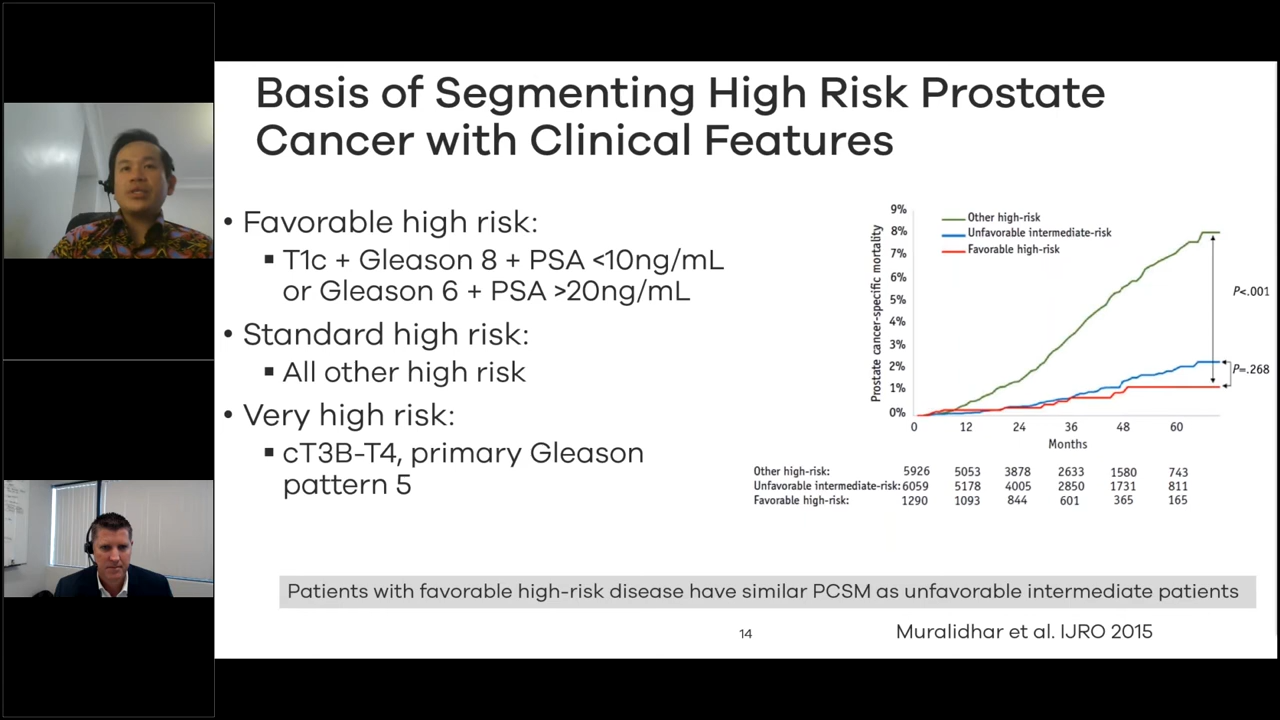 Basis of Segmenting High Risk Prostate
Cancer with Clinical Features
• Favorable high risk:
▪ T1c + Gleason 8 + PSA <10ng/mL
or Gleason 6 + PSA >20ng/mL
• Standard high risk:
▪ All other high risk
• Very high risk:
▪ cT3B-T4, primary Gleason
pattern 5
Prostate cancer-specific mortality
9%
8%
7%
6%
5%
4%
3%
2%
1%
0%
Other high-risk
Unfavorable intermediate-risk
Favorable high-risk
P<.001
P=.268
0 12 24 36 48 60
Months
Other high-risk: 5926 5053 3878 2633 1580 743
Unfavorable intermediate-risk: 6059 5178 4005 2850 1731 811
Favorable high-risk: 1290 1093 844 601 365 165
Patients with favorable high-risk disease have similar PCSM as unfavorable intermediate patients
14
Muralidhar et al. IJRO 2015